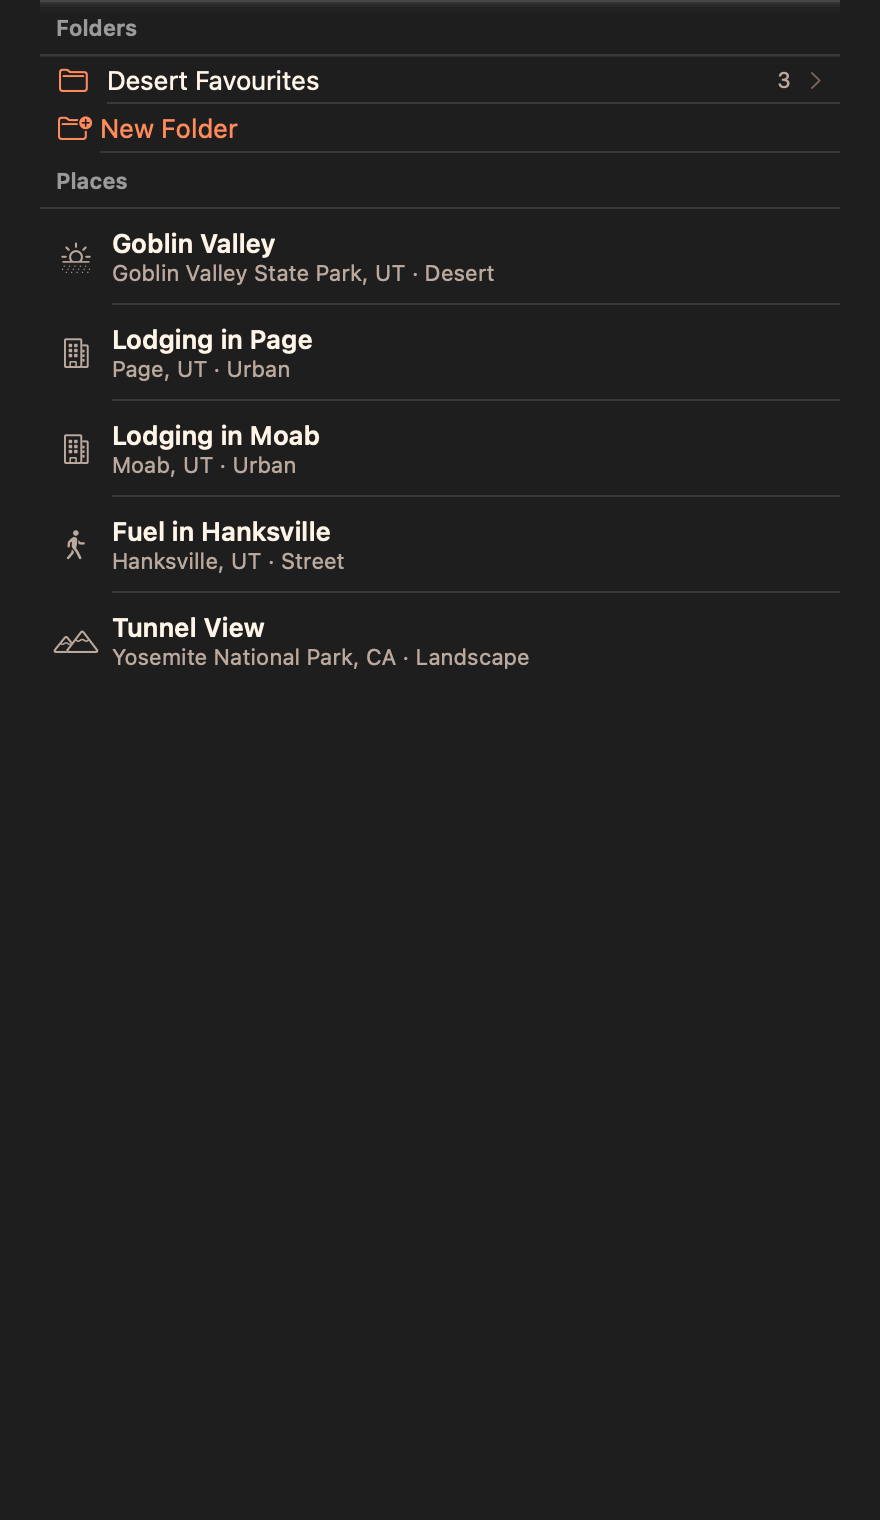 Folders
Desert Favourites 3
New Folder
Places
Goblin Valley
Goblin Valley State Park, UT · Desert
Lodging in Page
Page, UT · Urban
Lodging in Moab
Moab, UT · Urban
Fuel in Hanksville
Hanksville, UT · Street
Tunnel View
Yosemite National Park, CA · Landscape